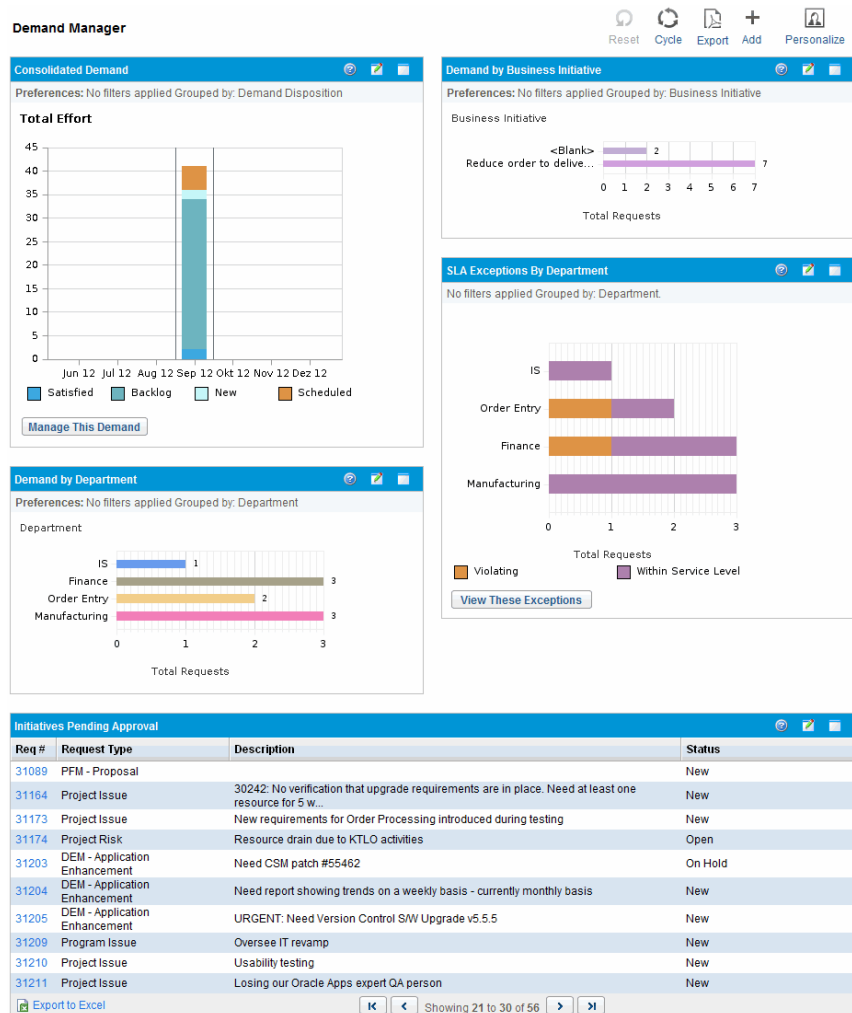 Demand Manager
Reset Cycle Export Add Personalize
Consolidated Demand
Preferences: No filters applied Grouped by: Demand Disposition
Total Effort
45
40
35
30
25
20
15
10
5
0
Jun 12 Jul 12 Aug 12 Sep 12 Okt 12 Nov 12 Dez 12
Satisfied Backlog New Scheduled
Manage This Demand
Demand by Business Initiative
Preferences: No filters applied Grouped by: Business Initiative
Business Initiative
<Blank> 2
Reduce order to delive... 7
0 1 2 3 4 5 6 7
Total Requests
SLA Exceptions By Department
No filters applied Grouped by: Department.
IS
Order Entry
Finance
Manufacturing
0 1 2 3
Total Requests
Violating Within Service Level
View These Exceptions
Demand by Department
Preferences: No filters applied Grouped by: Department
Department
IS 1
Finance 3
Order Entry 2
Manufacturing 3
0 1 2 3
Total Requests
Initiatives Pending Approval
Req # Request Type Description Status
31089 PFM - Proposal New
31164 Project Issue 30242: No verification that upgrade requirements are in place. Need at least one resource for 5 w... New
31173 Project Issue New requirements for Order Processing introduced during testing New
31174 Project Risk Resource drain due to KTLO activities Open
31203 DEM - Application Enhancement Need CSM patch #55462 On Hold
31204 DEM - Application Enhancement Need report showing trends on a weekly basis - currently monthly basis New
31205 DEM - Application Enhancement URGENT: Need Version Control S/W Upgrade v5.5.5 New
31209 Program Issue Oversee IT revamp New
31210 Project Issue Usability testing New
31211 Project Issue Losing our Oracle Apps expert QA person New
Export to Excel Showing 21 to 30 of 56